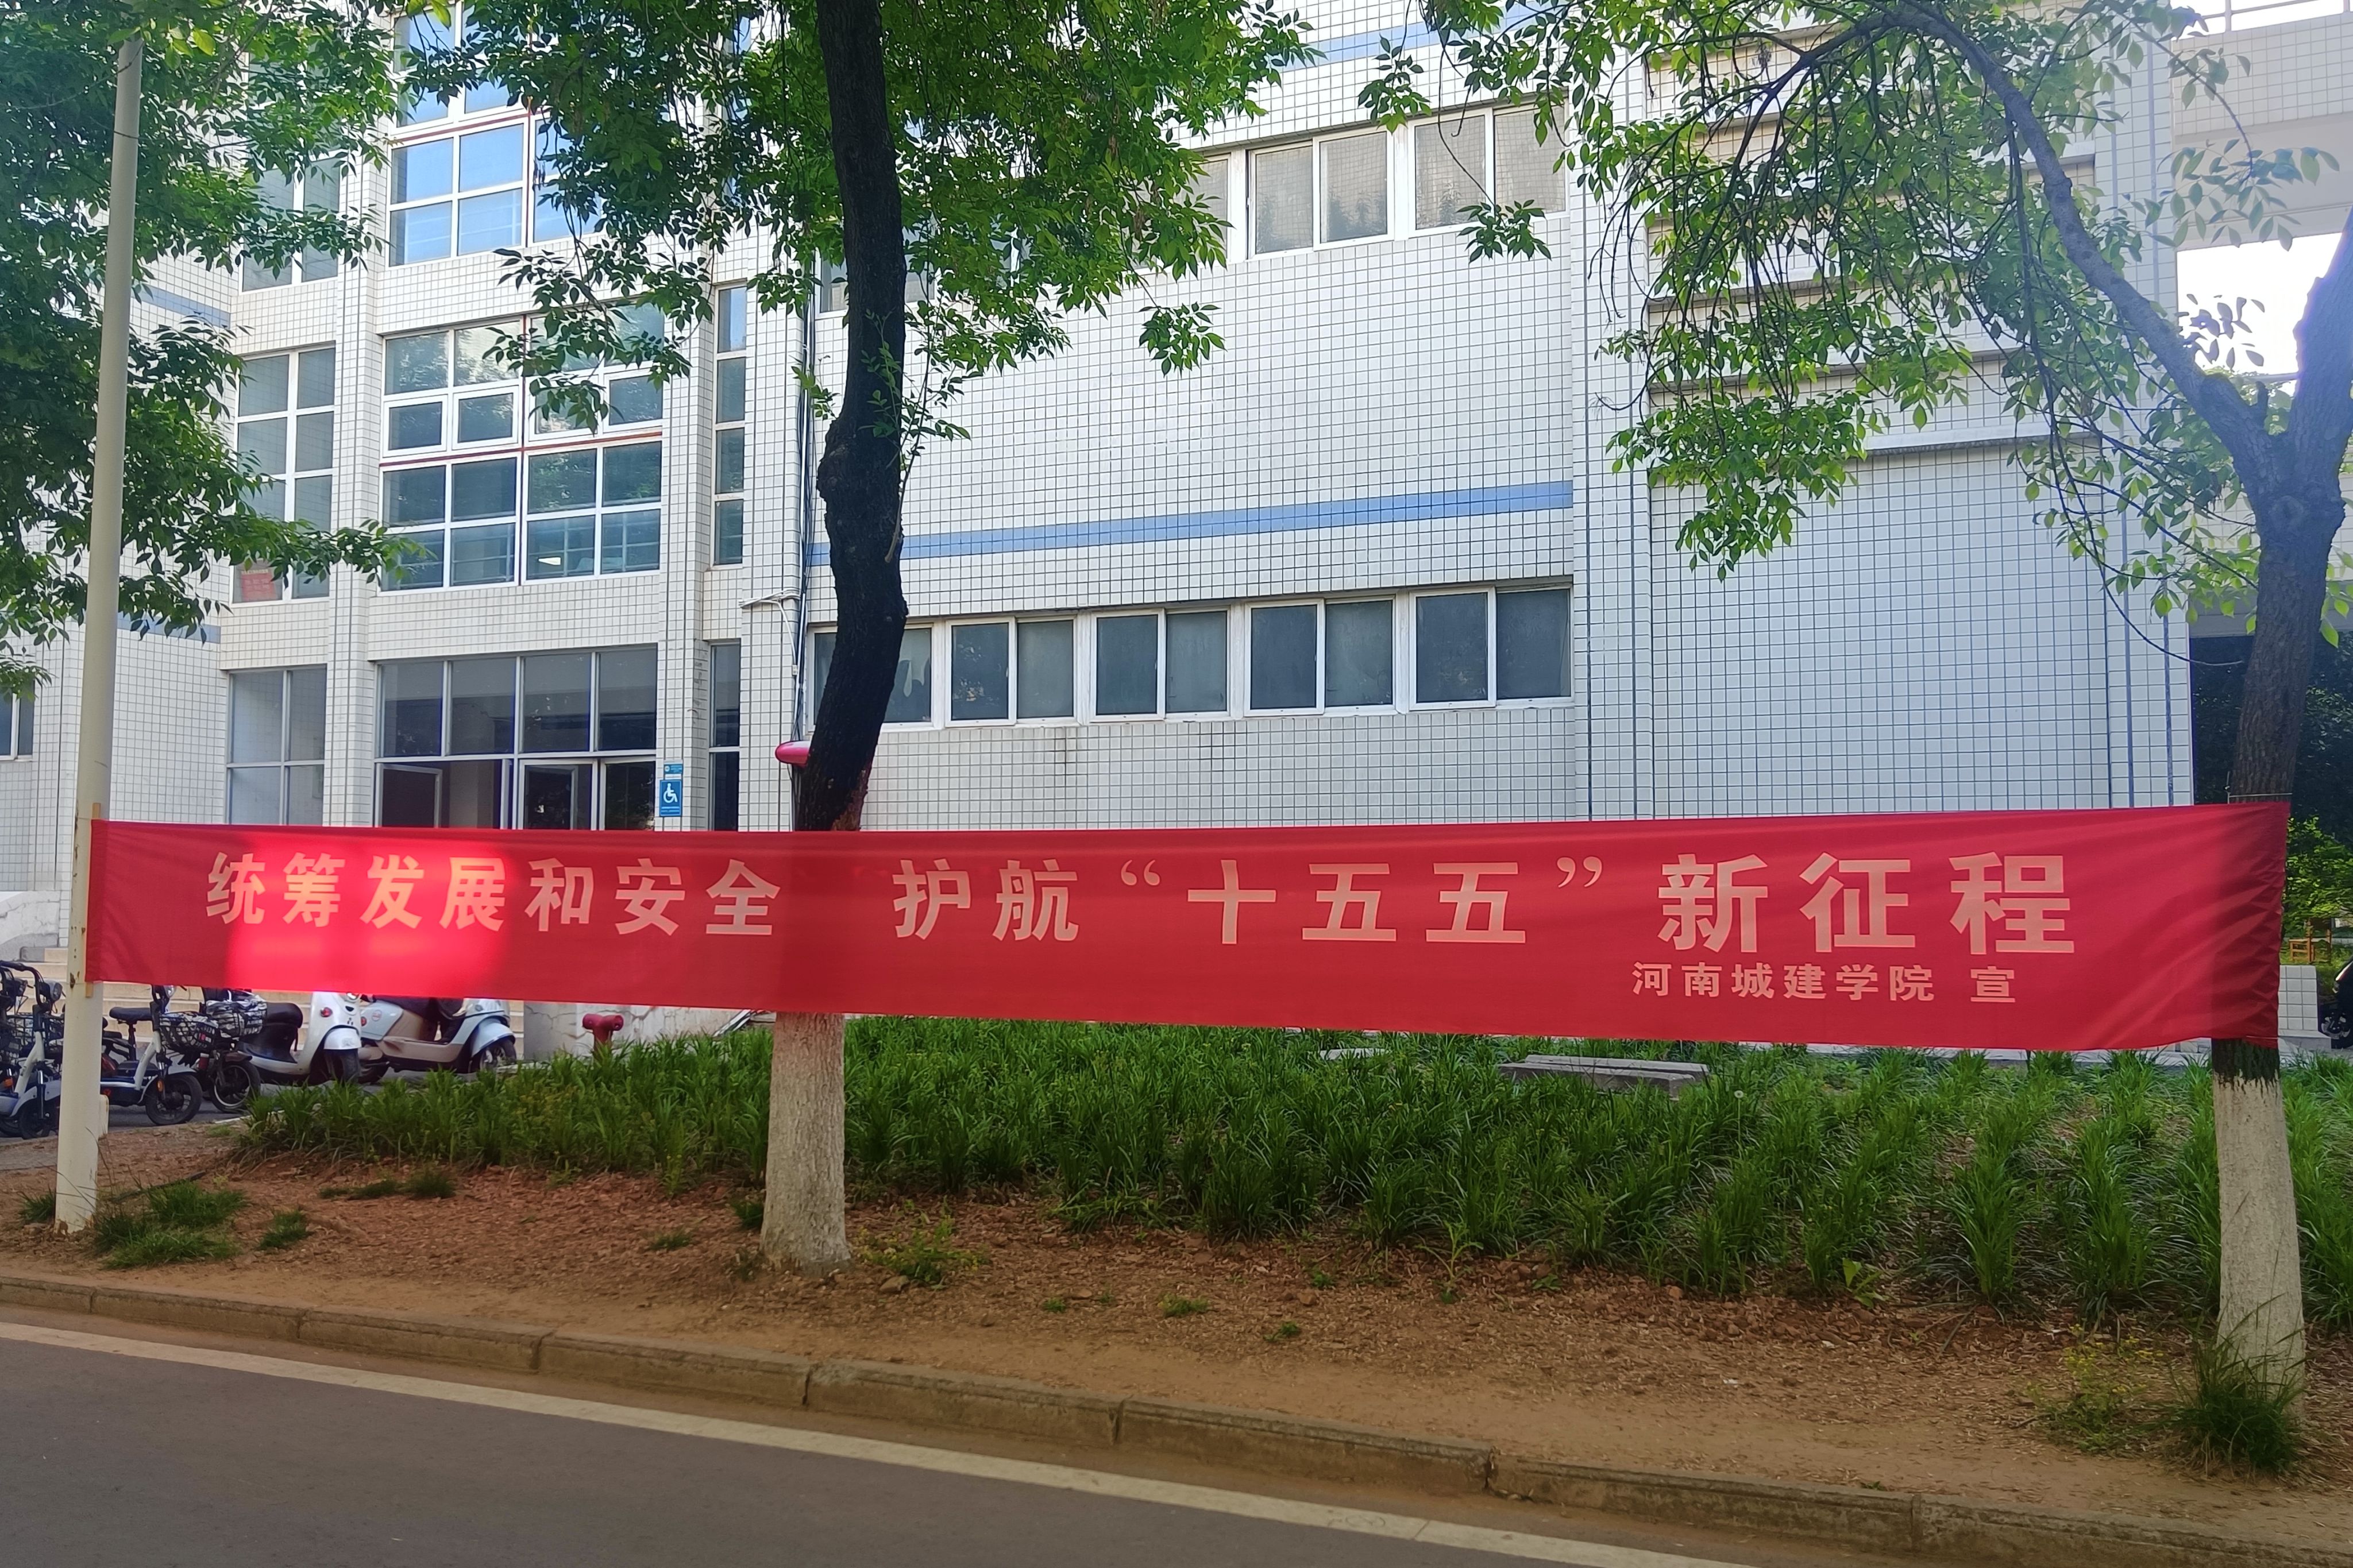 统筹发展和安全 护航“十五五”新征程
河南城建学院 宣